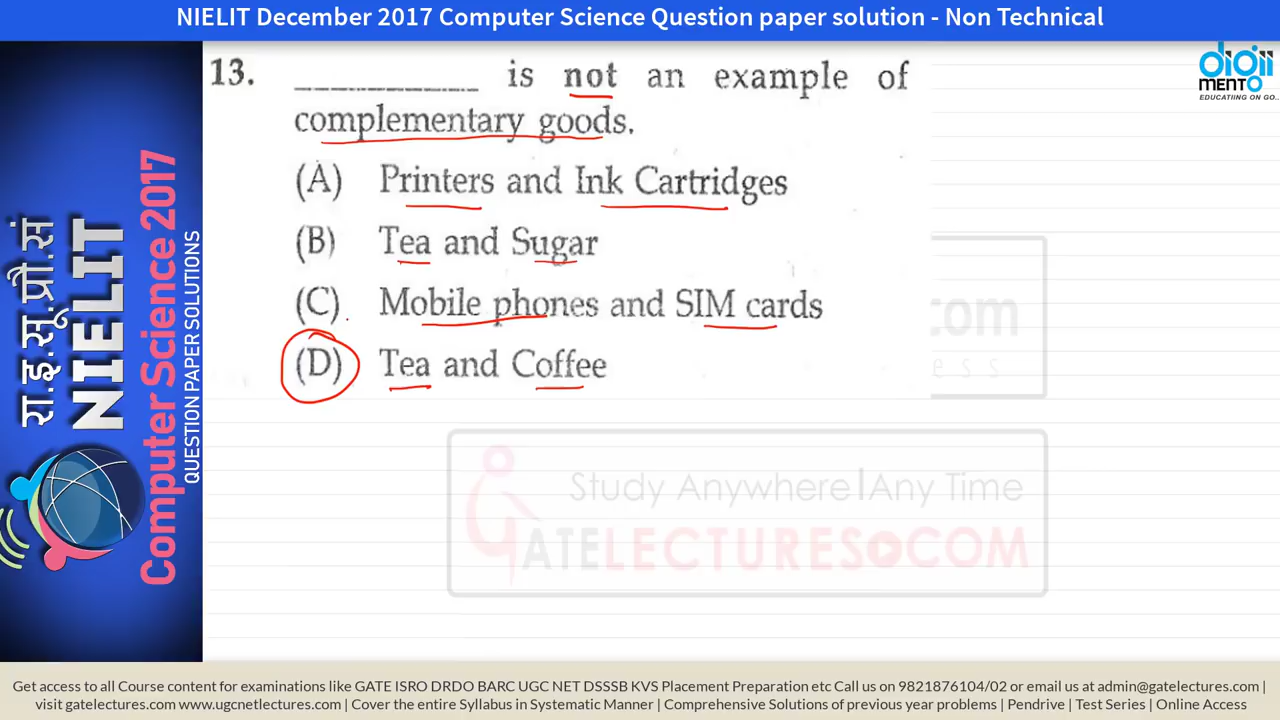 NIELIT December 2017 Computer Science Question paper solution - Non Technical
digii
mento
EDUCATIING ON GO..
रा.इ.सू.प्रौ.सं
NIELIT
Computer Science 2017
QUESTION PAPER SOLUTIONS
13. __________ is not an example of
complementary goods.
(A) Printers and Ink Cartridges
(B) Tea and Sugar
(C) Mobile phones and SIM cards
(D) Tea and Coffee
.com
e s s
Study Anywhere Any Time
GATELECTURES.COM
Get access to all Course content for examinations like GATE ISRO DRDO BARC UGC NET DSSSB KVS Placement Preparation etc Call us on 9821876104/02 or email us at admin@gatelectures.com |
visit gatelectures.com www.ugcnetlectures.com | Cover the entire Syllabus in Systematic Manner | Comprehensive Solutions of previous year problems | Pendrive | Test Series | Online Access